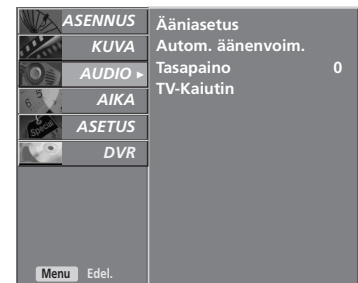 ASENNUS
KUVA
AUDIO ▸
AIKA
ASETUS
DVR
Ääniasetus
Autom. äänenvoim.
Tasapaino 0
TV-Kaiutin
Menu Edel.